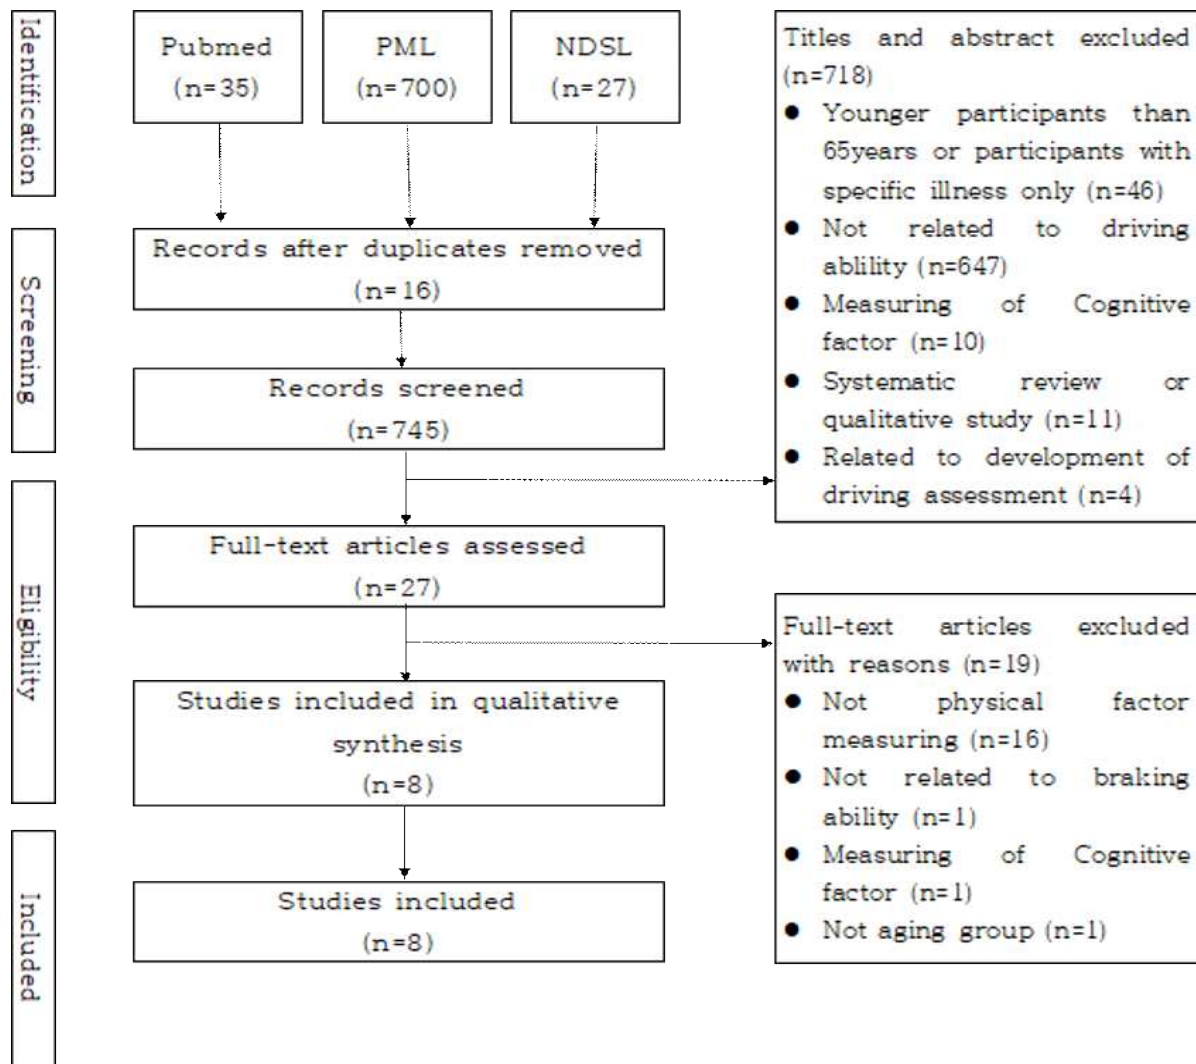 Identification
Pubmed
(n=35)
PML
(n=700)
NDSL
(n=27)
Titles and abstract excluded
(n=718)
● Younger participants than
65years or participants with
specific illness only (n=46)
● Not related to driving
ablility (n=647)
● Measuring of Cognitive
factor (n=10)
● Systematic review or
qualitative study (n=11)
● Related to development of
driving assessment (n=4)
Screening
Records after duplicates removed
(n=16)
Records screened
(n=745)
Eligibility
Full-text articles assessed
(n=27)
Full-text articles excluded
with reasons (n=19)
● Not physical factor
measuring (n=16)
● Not related to braking
ability (n=1)
● Measuring of Cognitive
factor (n=1)
● Not aging group (n=1)
Studies included in qualitative
synthesis
(n=8)
Included
Studies included
(n=8)